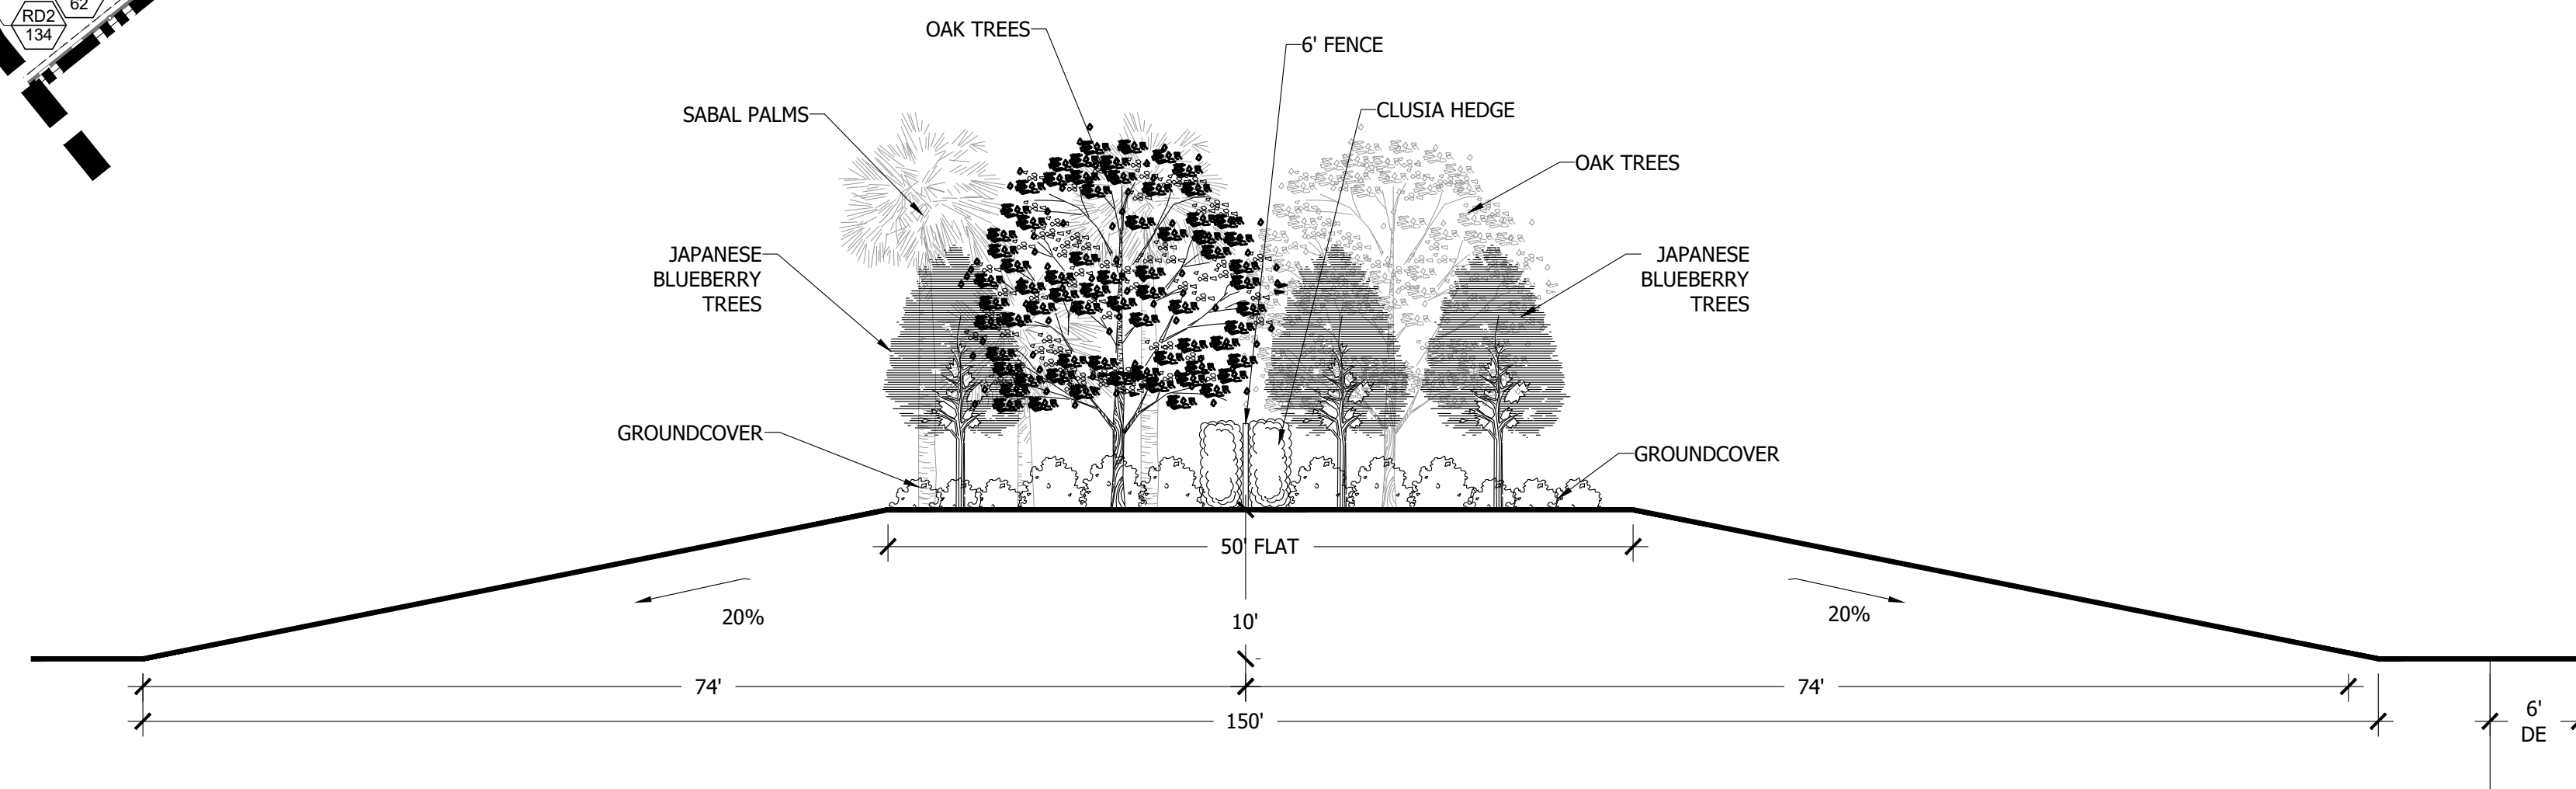 62
RD2
134
OAK TREES
6' FENCE
SABAL PALMS
CLUSIA HEDGE
OAK TREES
JAPANESE
BLUEBERRY
TREES
JAPANESE
BLUEBERRY
TREES
GROUNDCOVER
GROUNDCOVER
50' FLAT
20%
10'
20%
74'
74'
150'
6'
DE